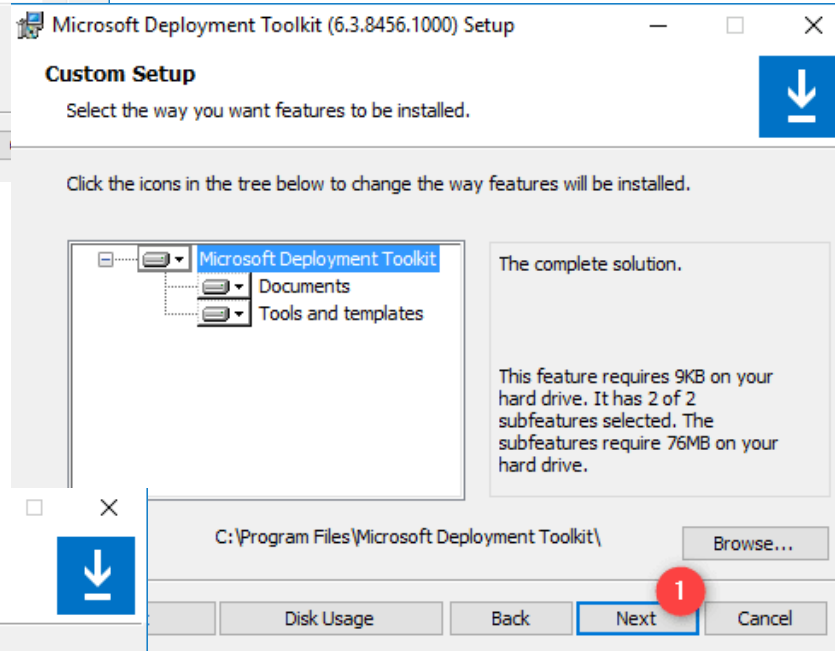 Microsoft Deployment Toolkit (6.3.8456.1000) Setup
Custom Setup
Select the way you want features to be installed.
Click the icons in the tree below to change the way features will be installed.
Microsoft Deployment Toolkit
Documents
Tools and templates
The complete solution.
This feature requires 9KB on your
hard drive. It has 2 of 2
subfeatures selected. The
subfeatures require 76MB on your
hard drive.
C:\Program Files\Microsoft Deployment Toolkit\
Browse...
1
Disk Usage
Back
Next
Cancel